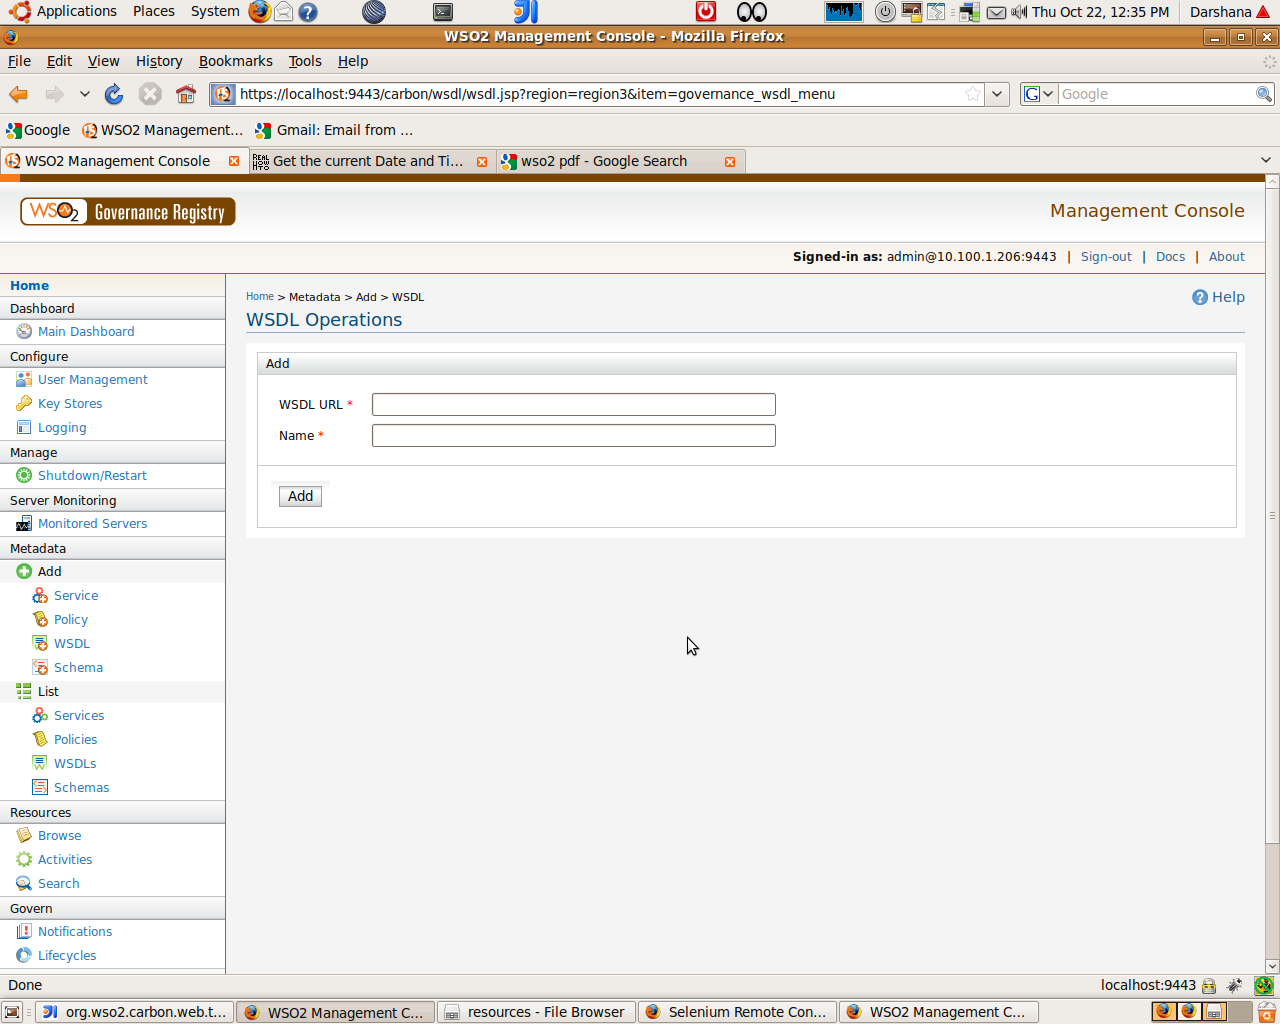 Applications Places System Thu Oct 22, 12:35 PM Darshana
WSO2 Management Console - Mozilla Firefox
File Edit View History Bookmarks Tools Help
https://localhost:9443/carbon/wsdl/wsdl.jsp?region=region3&item=governance_wsdl_menu G Google
Google WSO2 Management... Gmail: Email from ...
WSO2 Management Console REAL HOW TO Get the current Date and Ti... wso2 pdf - Google Search
WSO2 Governance Registry Management Console
Signed-in as: admin@10.100.1.206:9443 | Sign-out | Docs | About
Home
Dashboard
Main Dashboard
Configure
User Management
Key Stores
Logging
Manage
Shutdown/Restart
Server Monitoring
Monitored Servers
Metadata
Add
Service
Policy
WSDL
Schema
List
Services
Policies
WSDLs
Schemas
Resources
Browse
Activities
Search
Govern
Notifications
Lifecycles
Home > Metadata > Add > WSDL
Help
WSDL Operations
Add
WSDL URL *
Name *
Add
Done localhost:9443
org.wso2.carbon.web.t... WSO2 Management C... resources - File Browser Selenium Remote Con... WSO2 Management C...